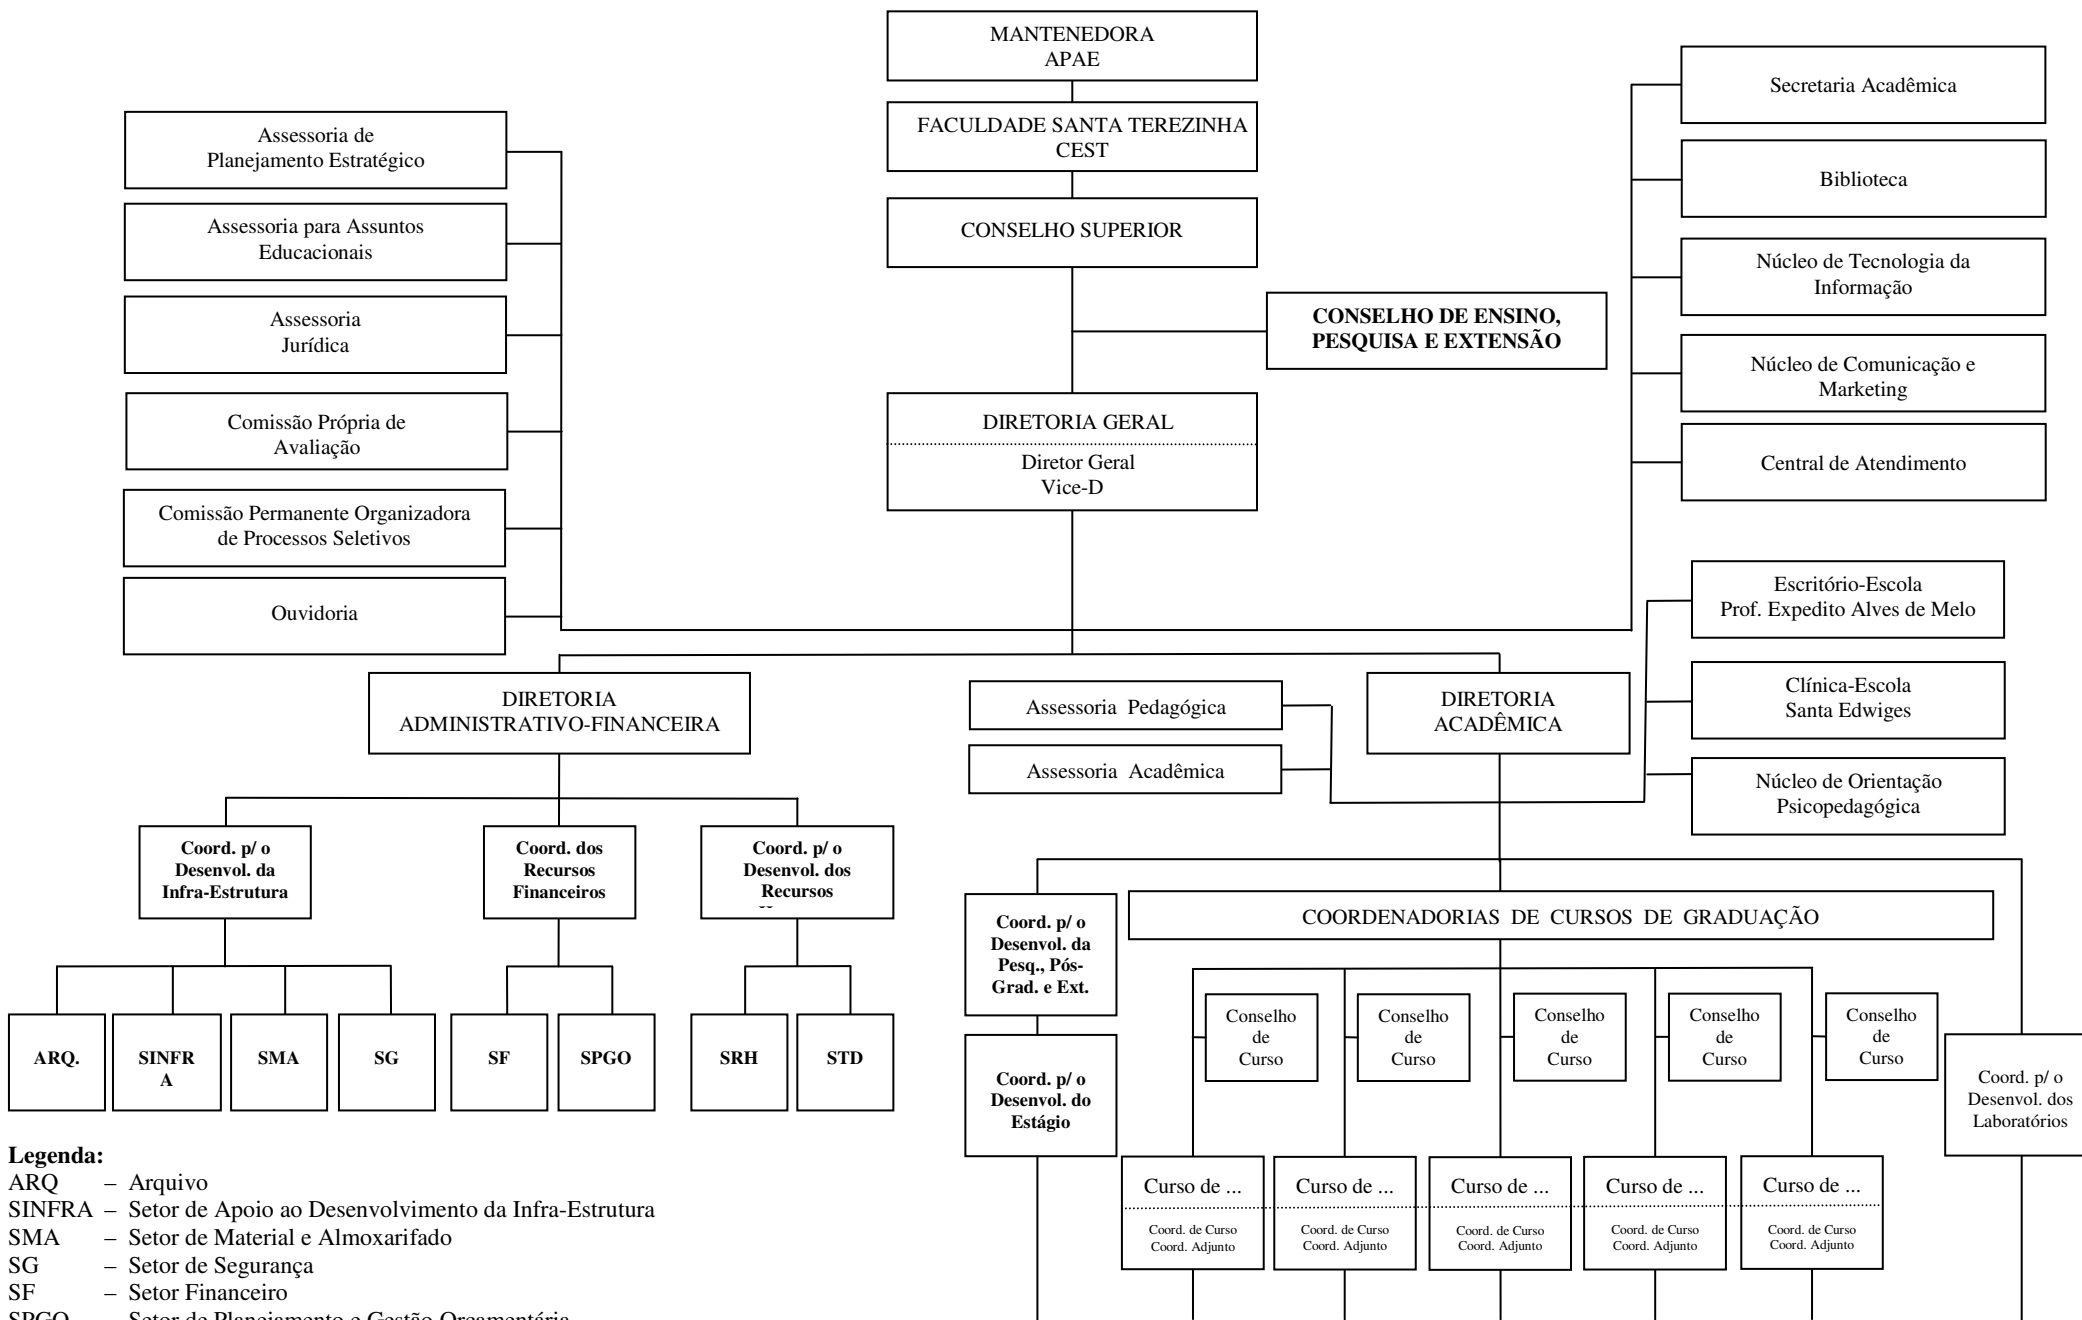 MANTENEDORA
APAE
FACULDADE SANTA TEREZINHA
CEST
CONSELHO SUPERIOR
CONSELHO DE ENSINO,
PESQUISA E EXTENSÃO
DIRETORIA GERAL
Diretor Geral
Vice-D
Assessoria de
Planejamento Estratégico
Assessoria para Assuntos
Educacionais
Assessoria
Jurídica
Comissão Própria de
Avaliação
Comissão Permanente Organizadora
de Processos Seletivos
Ouvidoria
Secretaria Acadêmica
Biblioteca
Núcleo de Tecnologia da
Informação
Núcleo de Comunicação e
Marketing
Central de Atendimento
Escritório-Escola
Prof. Expedito Alves de Melo
Clínica-Escola
Santa Edwiges
Núcleo de Orientação
Psicopedagógica
DIRETORIA
ADMINISTRATIVO-FINANCEIRA
Assessoria Pedagógica
Assessoria Acadêmica
DIRETORIA
ACADÊMICA
Coord. p/ o
Desenvol. da
Infra-Estrutura
Coord. dos
Recursos
Financeiros
Coord. p/ o
Desenvol. dos
Recursos
ARQ.
SINFR
A
SMA
SG
SF
SPGO
SRH
STD
Coord. p/ o
Desenvol. da
Pesq., Pós-
Grad. e Ext.
Coord. p/ o
Desenvol. do
Estágio
COORDENADORIAS DE CURSOS DE GRADUAÇÃO
Conselho
de
Curso
Conselho
de
Curso
Conselho
de
Curso
Conselho
de
Curso
Conselho
de
Curso
Coord. p/ o
Desenvol. dos
Laboratórios
Curso de ...
Coord. de Curso
Coord. Adjunto
Curso de ...
Coord. de Curso
Coord. Adjunto
Curso de ...
Coord. de Curso
Coord. Adjunto
Curso de ...
Coord. de Curso
Coord. Adjunto
Curso de ...
Coord. de Curso
Coord. Adjunto
Legenda:
ARQ – Arquivo
SINFRA – Setor de Apoio ao Desenvolvimento da Infra-Estrutura
SMA – Setor de Material e Almoxarifado
SG – Setor de Segurança
SF – Setor Financeiro
SPGO – Setor de Planejamento e Gestão Orçamentária